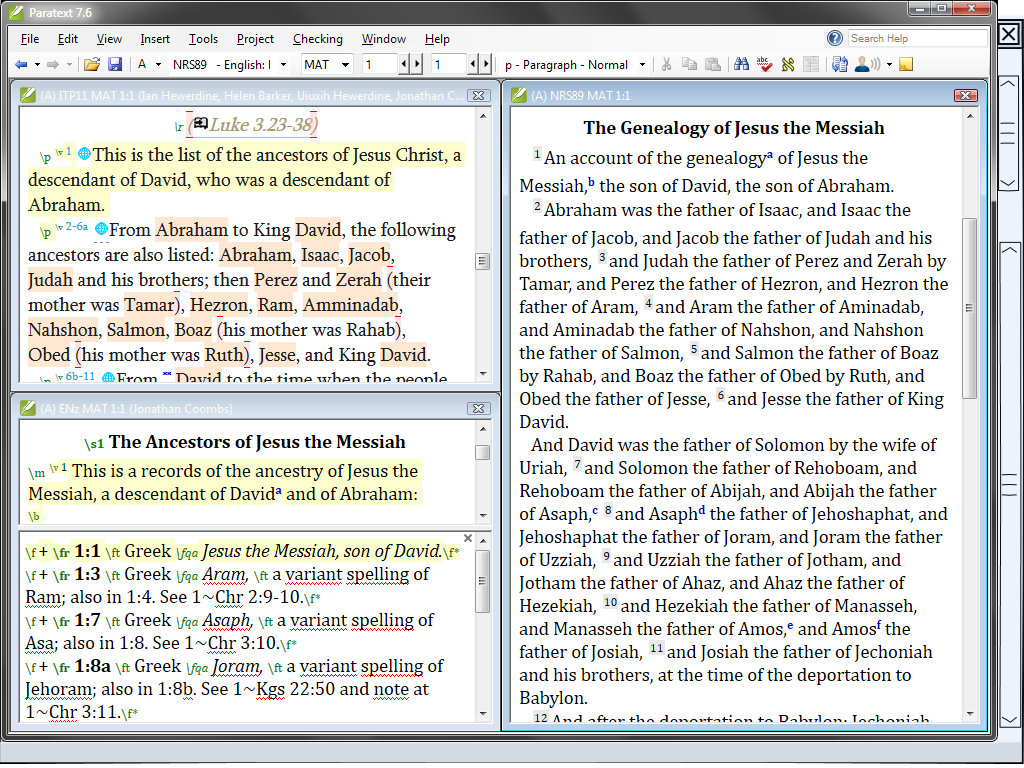 Paratext 7.6
File Edit View Insert Tools Project Checking Window Help
Search Help
A NRS89 - English: I MAT 1 1 p - Paragraph - Normal
(A) ITP11 MAT 1:1 (Ian Hewerdine, Helen Barker, Uiuxih Hewerdine, Jonathan C...
\r (Luke 3.23-38)
\p \v 1 This is the list of the ancestors of Jesus Christ, a
descendant of David, who was a descendant of
Abraham.
\p \v 2-6a From Abraham to King David, the following
ancestors are also listed: Abraham, Isaac, Jacob,
Judah and his brothers; then Perez and Zerah (their
mother was Tamar), Hezron, Ram, Amminadab,
Nahshon, Salmon, Boaz (his mother was Rahab),
Obed (his mother was Ruth), Jesse, and King David.
\p \v 6b-11 From David to the time when the people
(A) ENz MAT 1:1 (Jonathan Coombs)
\s1 The Ancestors of Jesus the Messiah
\m \v 1 This is a records of the ancestry of Jesus the
Messiah, a descendant of Davidᵃ and of Abraham:
\b
\f + \fr 1:1 \ft Greek \fqa Jesus the Messiah, son of David.\f*
\f + \fr 1:3 \ft Greek \fqa Aram, \ft a variant spelling of
Ram; also in 1:4. See 1~Chr 2:9-10.\f*
\f + \fr 1:7 \ft Greek \fqa Asaph, \ft a variant spelling of
Asa; also in 1:8. See 1~Chr 3:10.\f*
\f + \fr 1:8a \ft Greek \fqa Joram, \ft a variant spelling of
Jehoram; also in 1:8b. See 1~Kgs 22:50 and note at
1~Chr 3:11.\f*
(A) NRS89 MAT 1:1
The Genealogy of Jesus the Messiah
1 An account of the genealogyᵃ of Jesus the
Messiah,ᵇ the son of David, the son of Abraham.
2 Abraham was the father of Isaac, and Isaac the
father of Jacob, and Jacob the father of Judah and his
brothers, 3 and Judah the father of Perez and Zerah by
Tamar, and Perez the father of Hezron, and Hezron the
father of Aram, 4 and Aram the father of Aminadab,
and Aminadab the father of Nahshon, and Nahshon
the father of Salmon, 5 and Salmon the father of Boaz
by Rahab, and Boaz the father of Obed by Ruth, and
Obed the father of Jesse, 6 and Jesse the father of King
David.
And David was the father of Solomon by the wife of
Uriah, 7 and Solomon the father of Rehoboam, and
Rehoboam the father of Abijah, and Abijah the father
of Asaph,ᶜ 8 and Asaphᵈ the father of Jehoshaphat, and
Jehoshaphat the father of Joram, and Joram the father
of Uzziah, 9 and Uzziah the father of Jotham, and
Jotham the father of Ahaz, and Ahaz the father of
Hezekiah, 10 and Hezekiah the father of Manasseh,
and Manasseh the father of Amos,ᵉ and Amosᶠ the
father of Josiah, 11 and Josiah the father of Jechoniah
and his brothers, at the time of the deportation to
Babylon.
12 And after the deportation to Babylon: Jechoniah